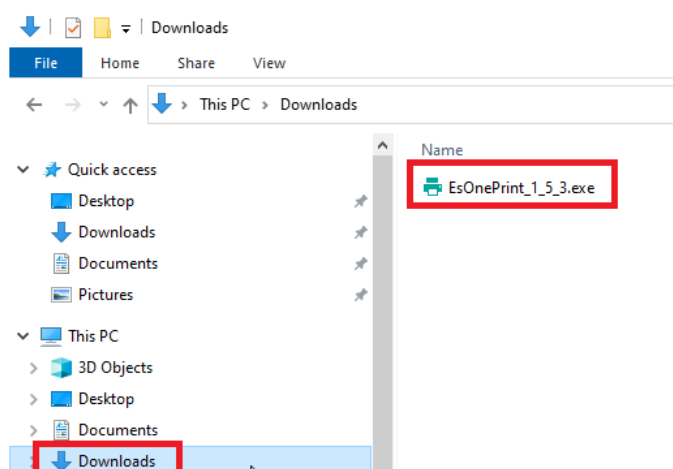 Downloads
File Home Share View
This PC > Downloads
Name
Quick access
EsOnePrint_1_5_3.exe
Desktop
Downloads
Documents
Pictures
This PC
3D Objects
Desktop
Documents
Downloads